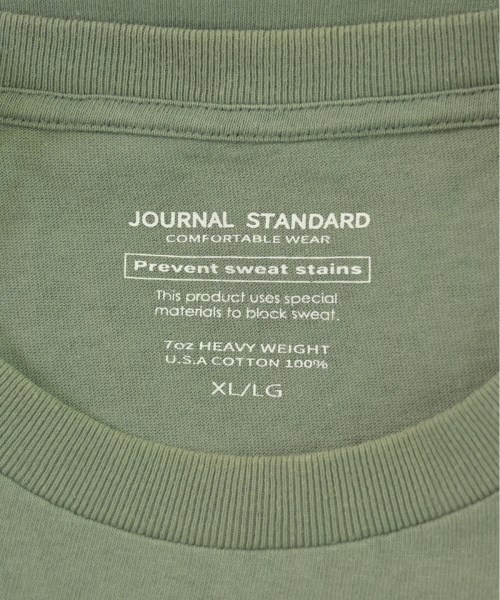 JOURNAL STANDARD
COMFORTABLE WEAR
Prevent sweat stains
This product uses special
materials to block sweat.
7oz HEAVY WEIGHT
U.S.A COTTON 100%
XL/LG